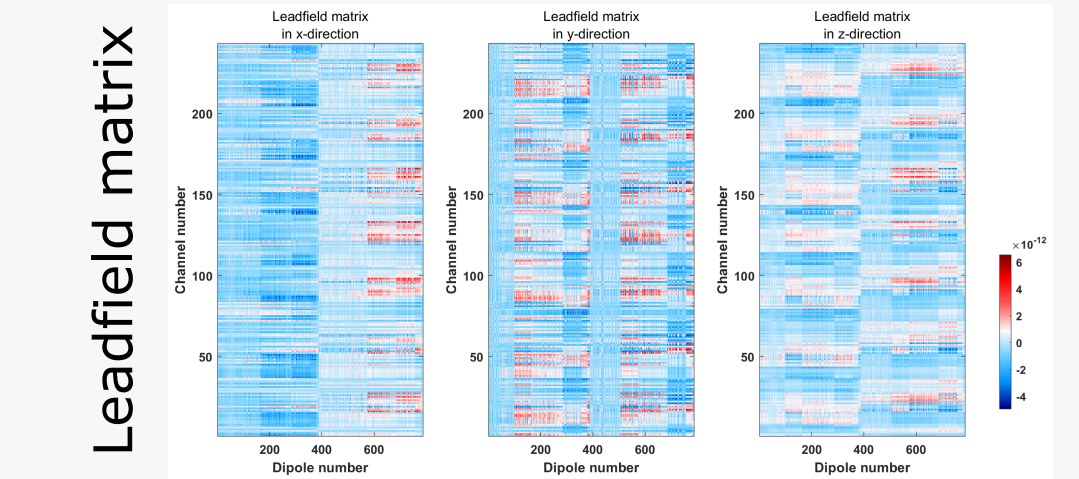 Leadfield matrix
Leadfield matrix
in x-direction
Channel number
200
150
100
50
200 400 600
Dipole number
Leadfield matrix
in y-direction
Channel number
200
150
100
50
200 400 600
Dipole number
Leadfield matrix
in z-direction
Channel number
200
150
100
50
200 400 600
Dipole number
×10-12
6
4
2
0
-2
-4